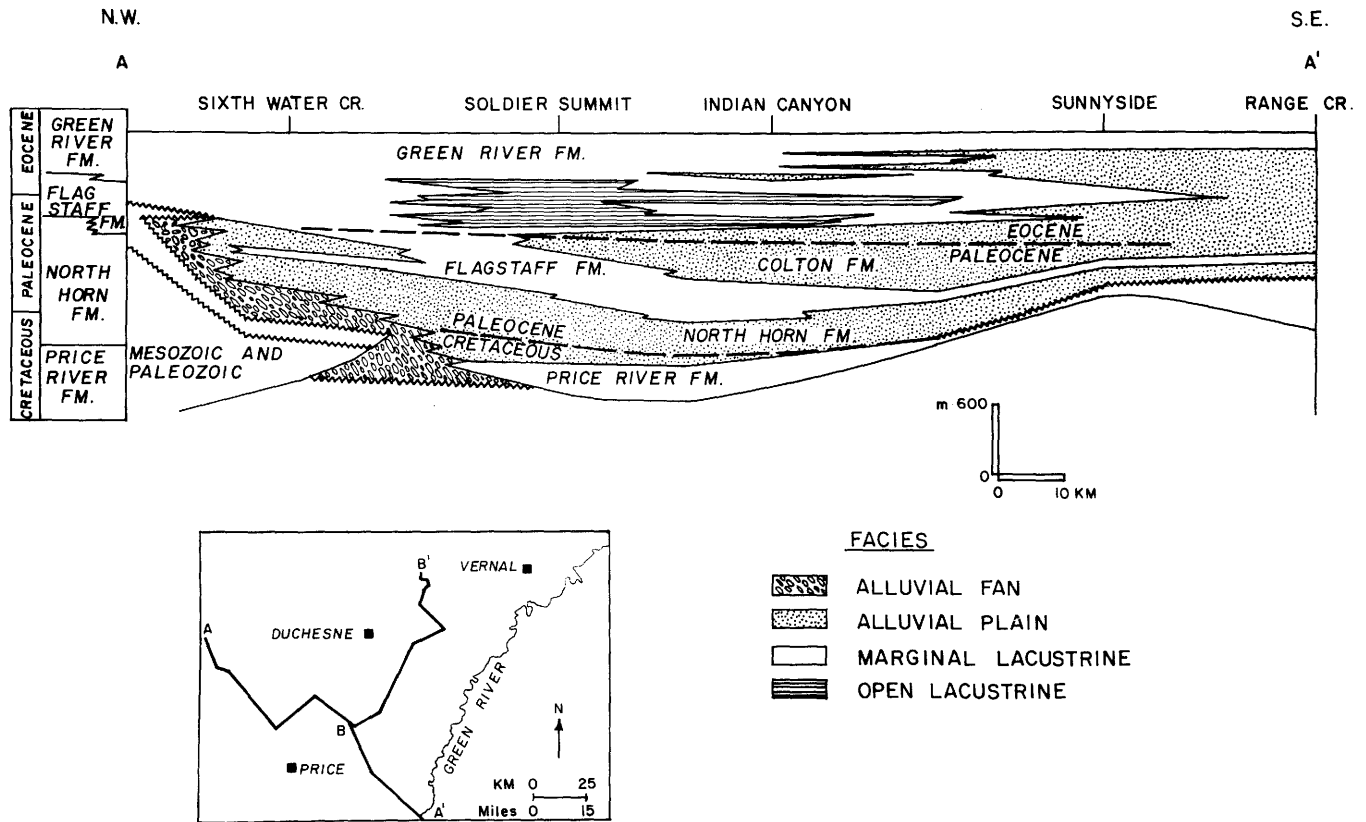 N.W.
S.E.
A
A'
SIXTH WATER CR.
SOLDIER SUMMIT
INDIAN CANYON
SUNNYSIDE
RANGE CR.
EOCENE
PALEOCENE
CRETACEOUS
GREEN
RIVER
FM.
FLAG
STAFF
FM.
NORTH
HORN
FM.
PRICE
RIVER
FM.
GREEN RIVER FM.
EOCENE
PALEOCENE
FLAGSTAFF FM.
COLTON FM
PALEOCENE
CRETACEOUS
NORTH HORN FM
MESOZOIC AND
PALEOZOIC
PRICE RIVER FM.
m 600
0
0 10 KM
A
B'
VERNAL
DUCHESNE
B
PRICE
GREEN RIVER
A'
N
KM 0 25
Miles 0 15
FACIES
ALLUVIAL FAN
ALLUVIAL PLAIN
MARGINAL LACUSTRINE
OPEN LACUSTRINE